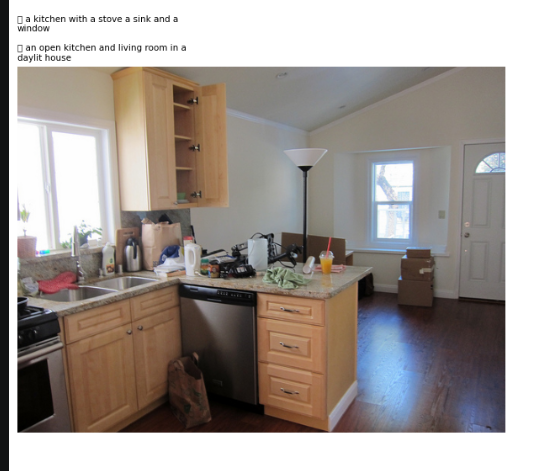 a kitchen with a stove a sink and a
window
an open kitchen and living room in a
daylit house